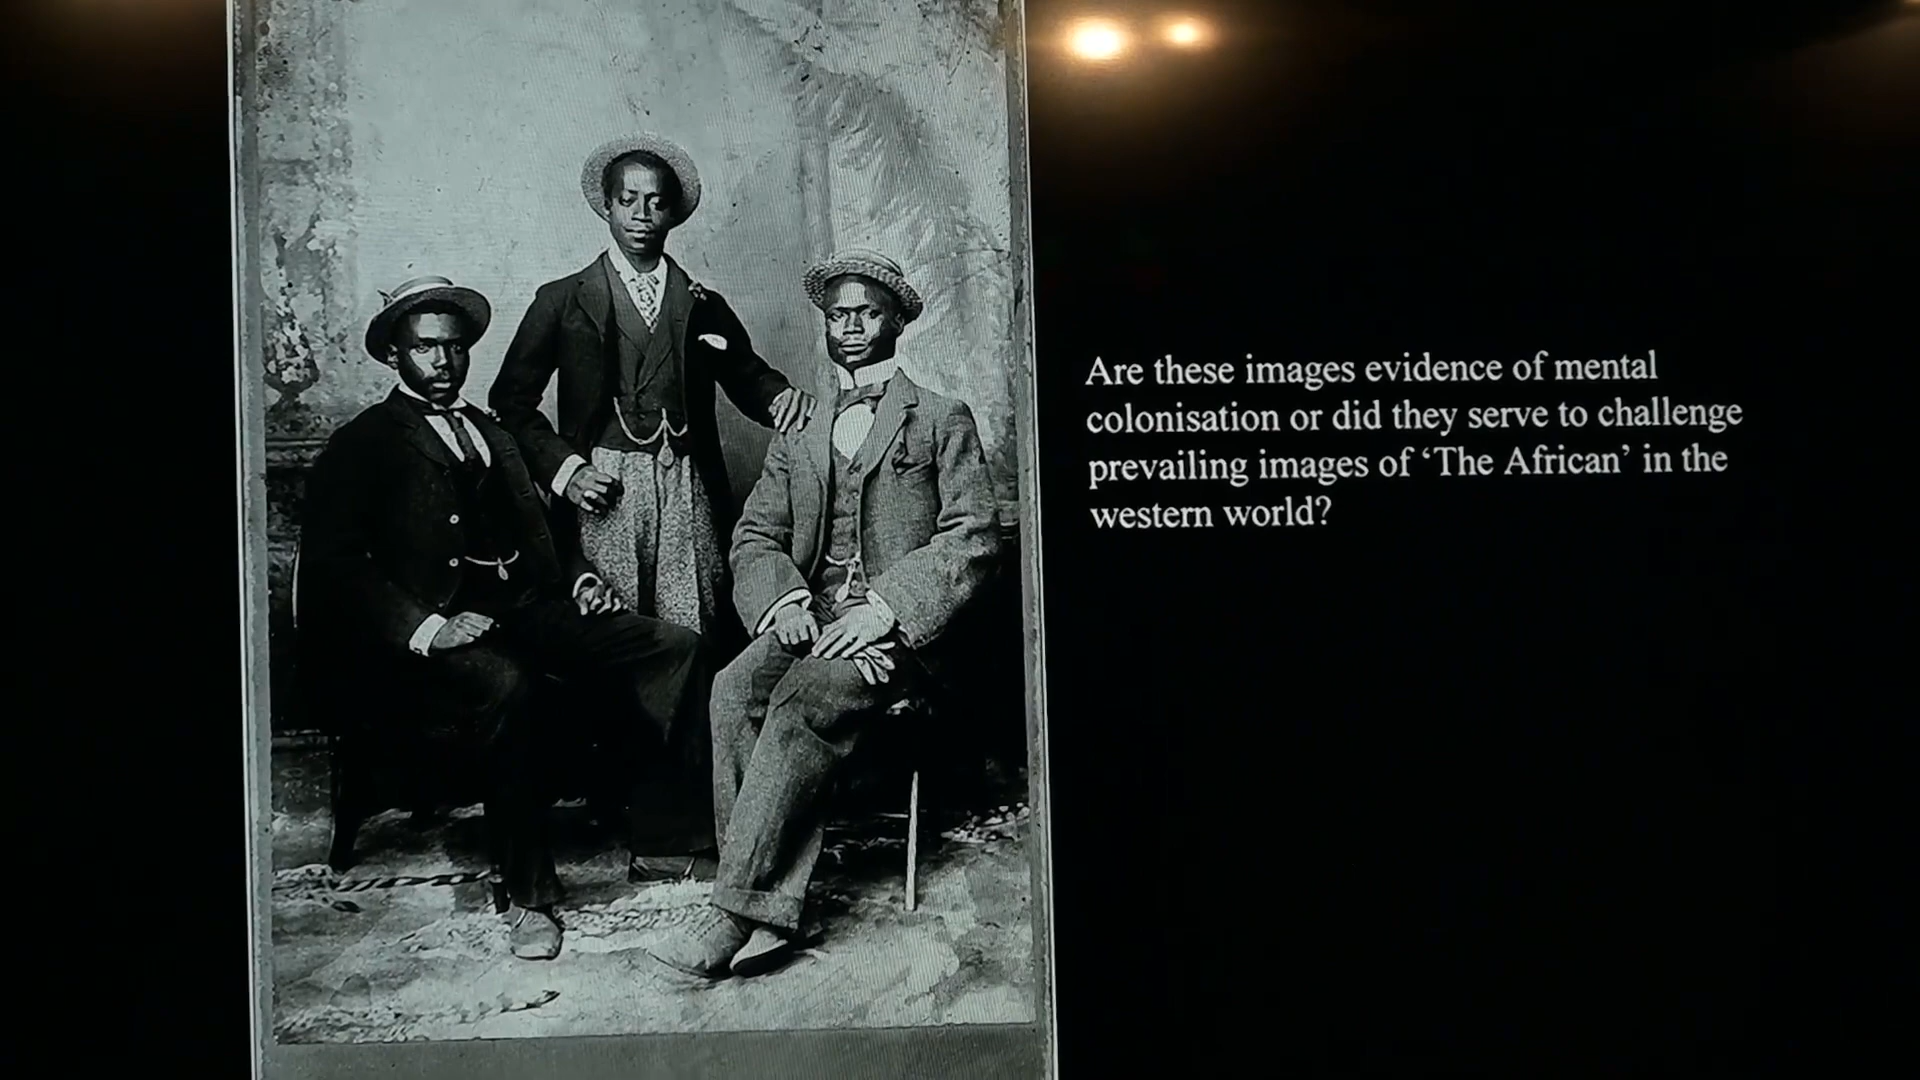 Are these images evidence of mental
colonisation or did they serve to challenge
prevailing images of ‘The African’ in the
western world?